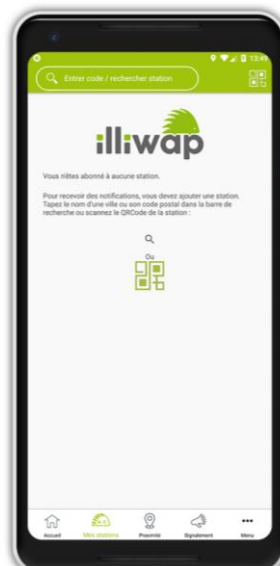 12:49
Entrer code / rechercher station
illiwap
Vous n'êtes abonné à aucune station.
Pour recevoir des notifications, vous devez ajouter une station.
Tapez le nom d'une ville ou son code postal dans la barre de
recherche ou scannez le QRCode de la station :
Ou
Accueil
Mes stations
Proximité
Signalement
Menu